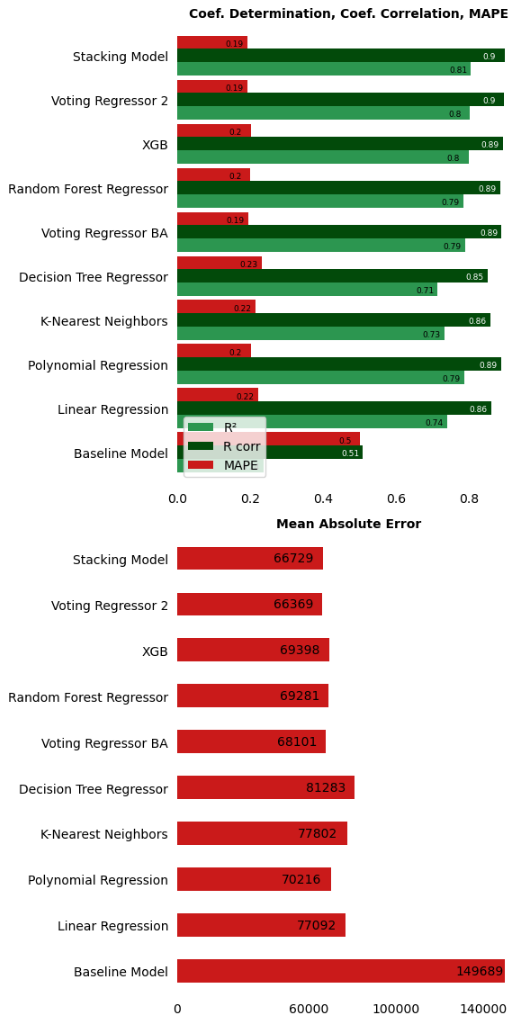 Coef. Determination, Coef. Correlation, MAPE
Stacking Model 0.19 0.9 0.81
Voting Regressor 2 0.19 0.9 0.8
XGB 0.2 0.89 0.8
Random Forest Regressor 0.2 0.89 0.79
Voting Regressor BA 0.19 0.89 0.79
Decision Tree Regressor 0.23 0.85 0.71
K-Nearest Neighbors 0.22 0.86 0.73
Polynomial Regression 0.2 0.89 0.79
Linear Regression 0.22 0.86 0.74
Baseline Model 0.5 0.51
R²
R corr
MAPE
0.0 0.2 0.4 0.6 0.8
Mean Absolute Error
Stacking Model 66729
Voting Regressor 2 66369
XGB 69398
Random Forest Regressor 69281
Voting Regressor BA 68101
Decision Tree Regressor 81283
K-Nearest Neighbors 77802
Polynomial Regression 70216
Linear Regression 77092
Baseline Model 149689
0 60000 100000 140000